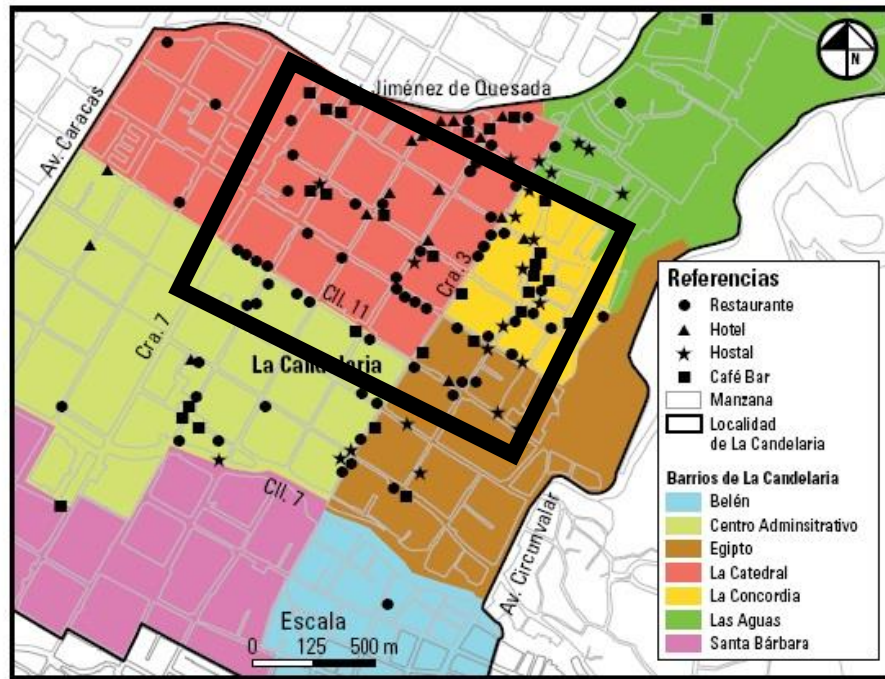 Av. Jiménez de Quesada
Av. Caracas
N
Cra. 3
Cll. 11
Cra. 7
La Candelaria
Cll. 7
Av. Circunvalar
Escala
0 125 500 m
Referencias
Restaurante
Hotel
Hostal
Café Bar
Manzana
Localidad
de La Candelaria
Barrios de La Candelaria
Belén
Centro Adminsitrativo
Egipto
La Catedral
La Concordia
Las Aguas
Santa Bárbara